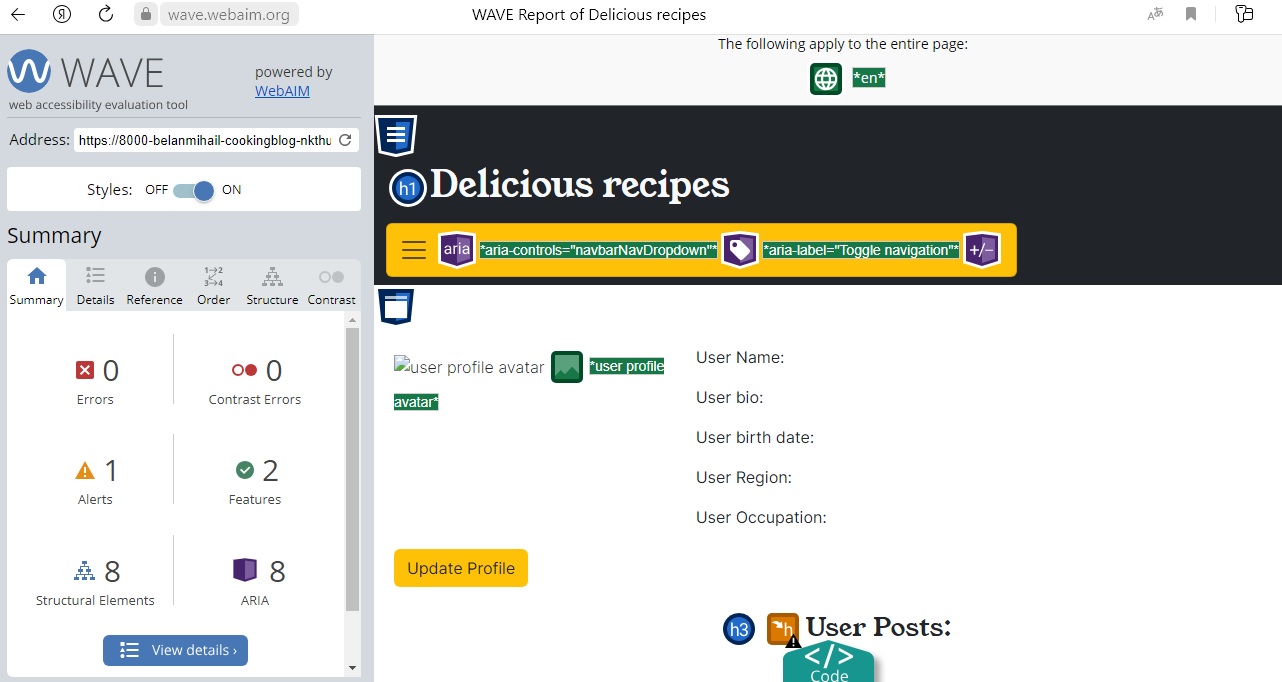 wave.webaim.org
WAVE Report of Delicious recipes
WAVE
web accessibility evaluation tool
powered by
WebAIM
Address: https://8000-belanmihail-cookingblog-nkthu
Styles: OFF ON
Summary
Summary Details Reference Order Structure Contrast
0
Errors
0
Contrast Errors
1
Alerts
2
Features
8
Structural Elements
8
ARIA
View details ›
The following apply to the entire page:
*en*
h1 Delicious recipes
aria *aria-controls="navbarNavDropdown"* *aria-label="Toggle navigation"* +/-
user profile avatar *user profile
avatar*
User Name:
User bio:
User birth date:
User Region:
User Occupation:
Update Profile
h3 h User Posts:
</>
Code